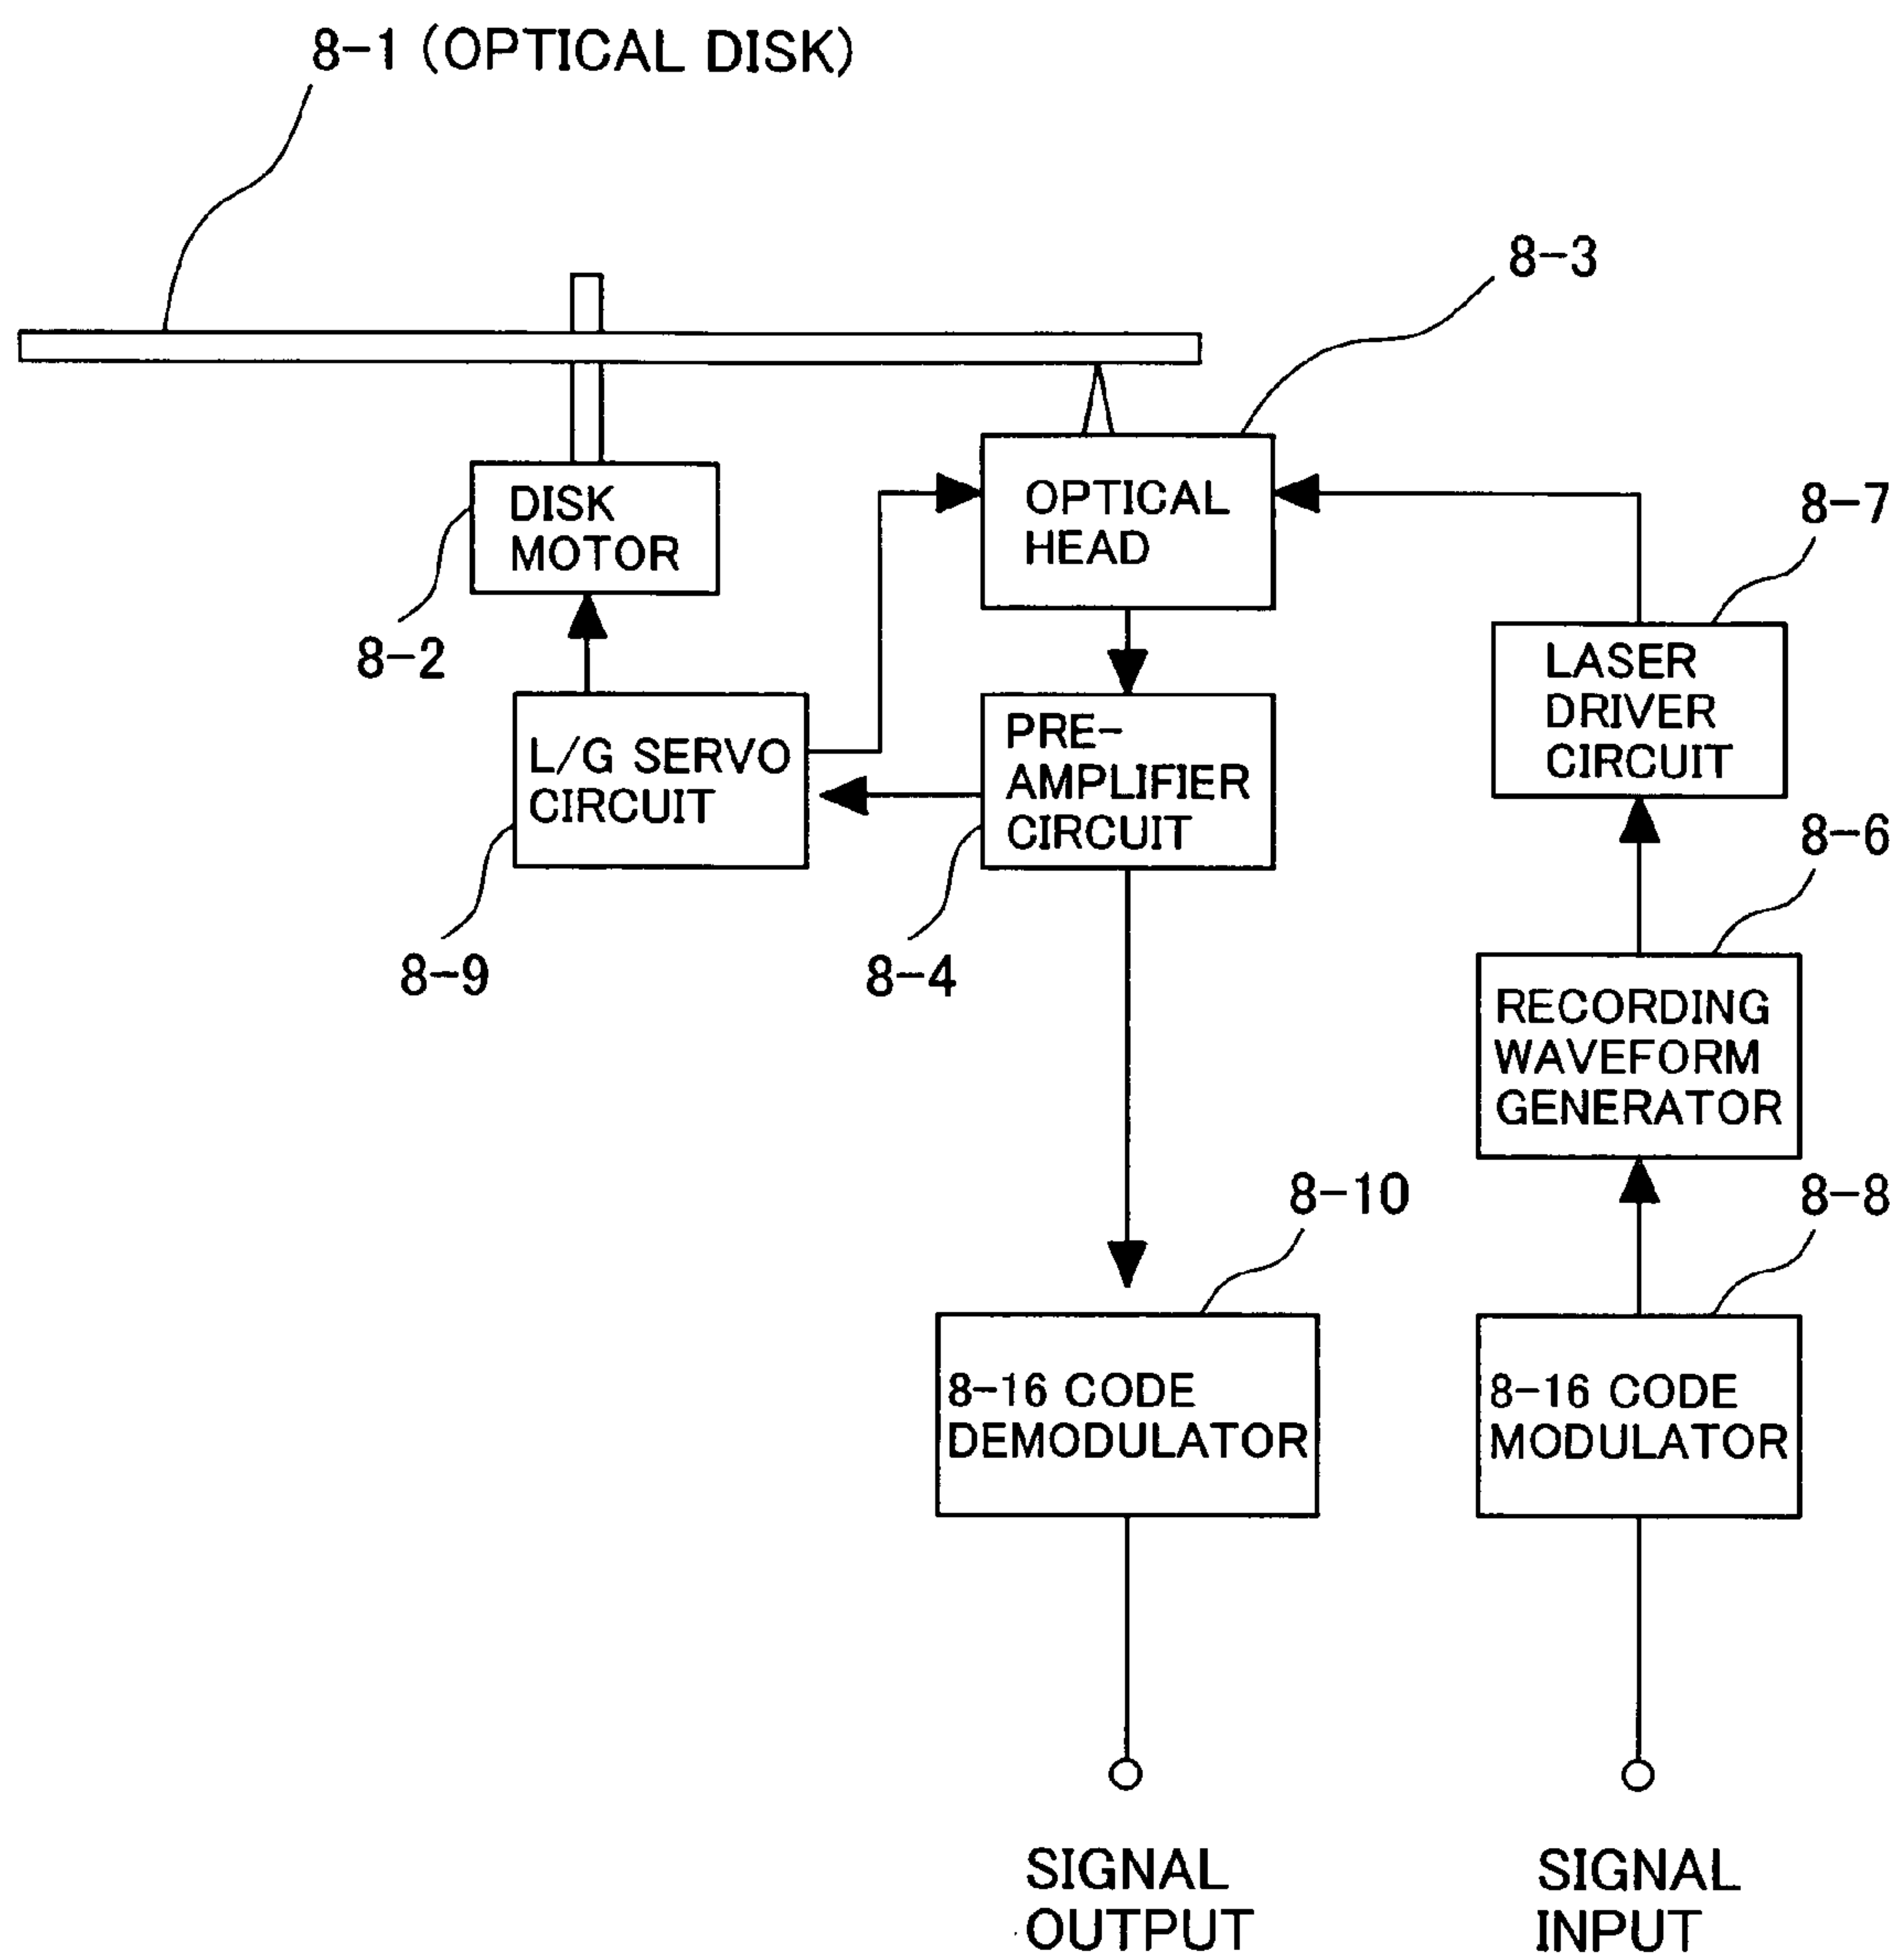 8-1 (OPTICAL DISK)
8-3
DISK
MOTOR
8-2
OPTICAL
HEAD
8-7
LASER
DRIVER
CIRCUIT
L/G SERVO
CIRCUIT
8-9
PRE-
AMPLIFIER
CIRCUIT
8-4
8-6
RECORDING
WAVEFORM
GENERATOR
8-10
8-8
8-16 CODE
DEMODULATOR
8-16 CODE
MODULATOR
SIGNAL
OUTPUT
SIGNAL
INPUT